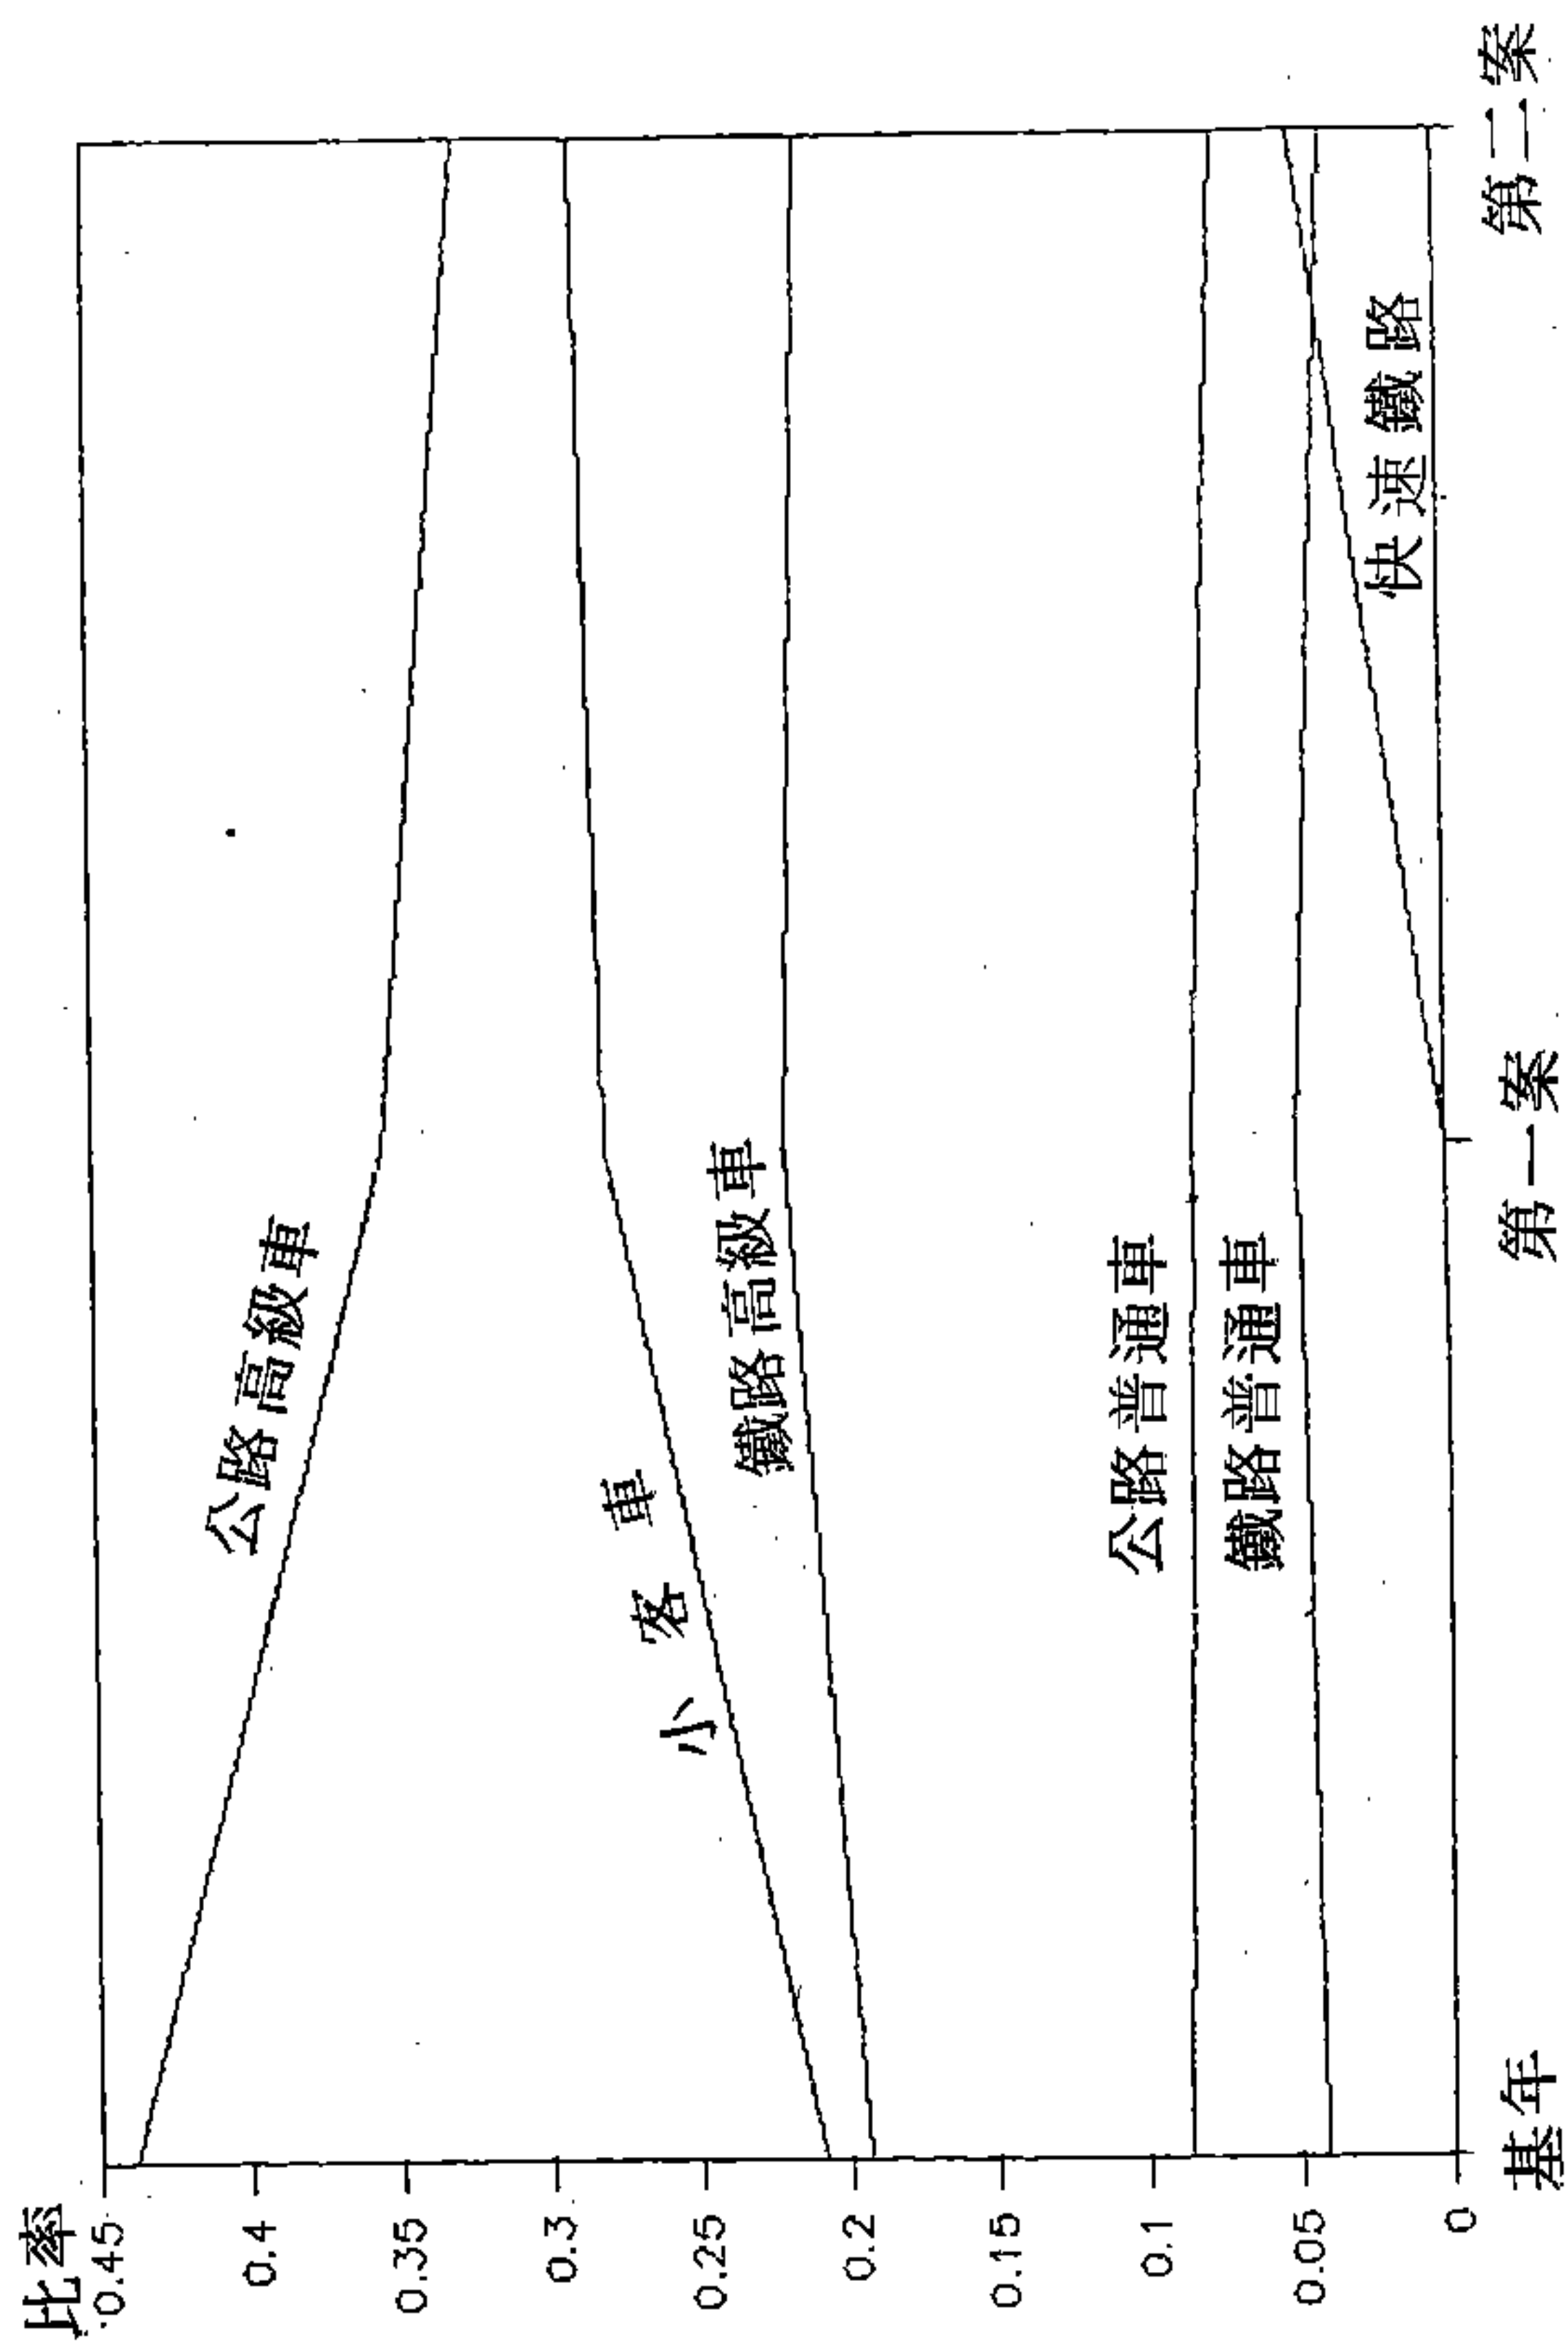 比率
0.45
0.4
0.35
0.3
0.25
0.2
0.15
0.1
0.05
0
公路高級車
小客車
鐵路高級車
公路普通車
鐵路普通車
快速鐵路
基年
第一案
第二案